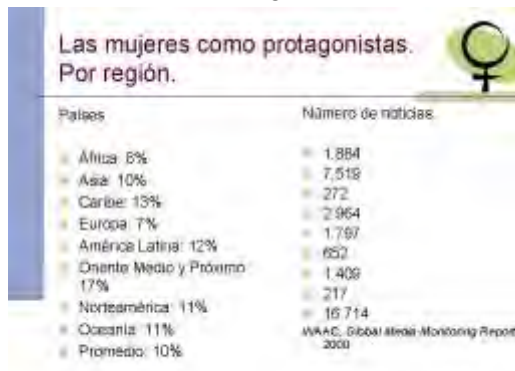 Las mujeres como protagonistas.
Por región.
Países
África: 6%
Asia: 10%
Caribe: 13%
Europa: 7%
América Latina: 12%
Oriente Medio y Próximo
17%
Norteamérica: 11%
Oceanía: 11%
Promedio: 10%
Número de noticias
1.884
7.519
272
2.964
1.797
652
1.409
217
16.714
Global Media Monitoring Report
2000